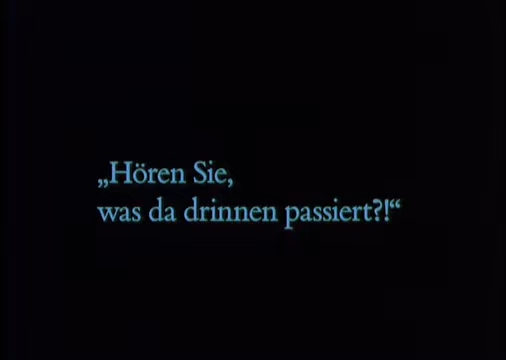 „Hören Sie,
was da drinnen passiert?!“